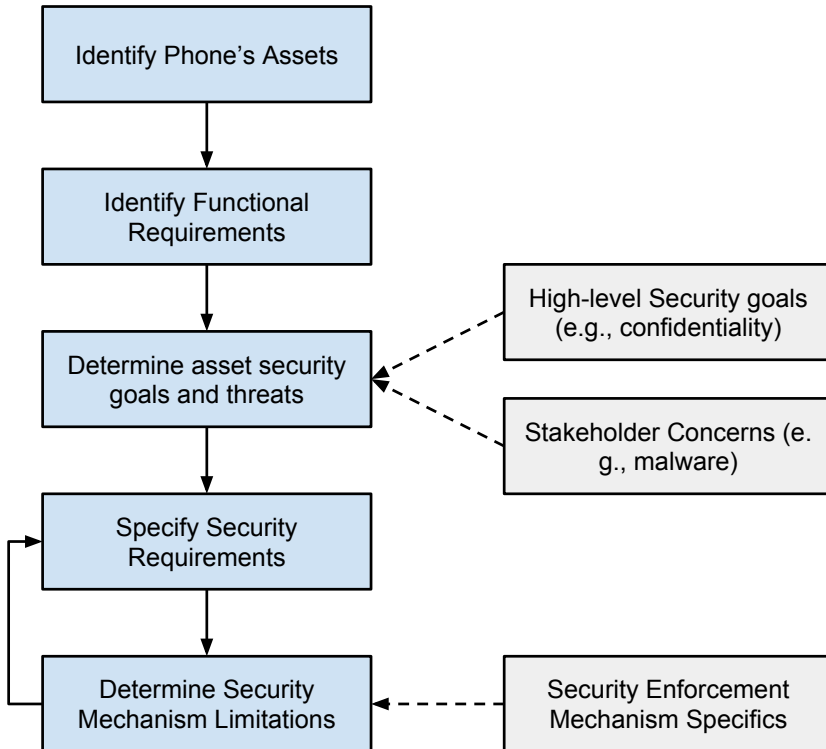 Identify Phone's Assets
Identify Functional
Requirements
High-level Security goals
(e.g., confidentiality)
Determine asset security
goals and threats
Stakeholder Concerns (e.
g., malware)
Specify Security
Requirements
Determine Security
Mechanism Limitations
Security Enforcement
Mechanism Specifics